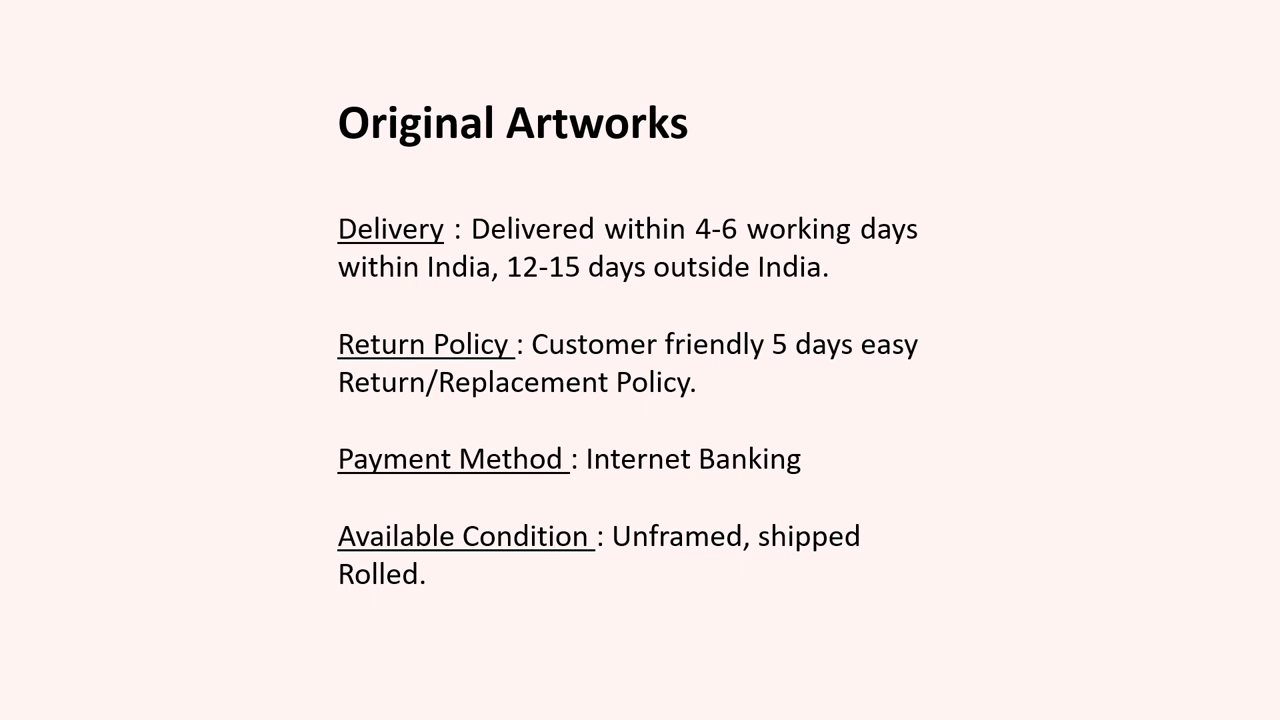 Original Artworks
Delivery : Delivered within 4-6 working days
within India, 12-15 days outside India.
Return Policy : Customer friendly 5 days easy
Return/Replacement Policy.
Payment Method : Internet Banking
Available Condition : Unframed, shipped
Rolled.